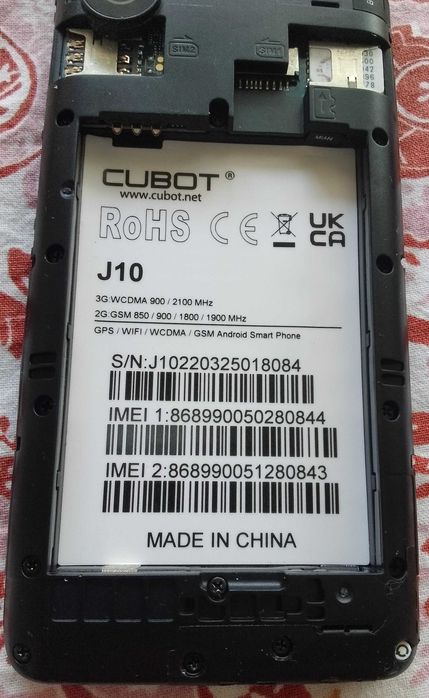 SIM2
SIM1
CUBOT ®
www.cubot.net
RoHS CE UK
CA
J10
3G:WCDMA 900 / 2100 MHz
2G:GSM 850 / 900 / 1800 / 1900 MHz
GPS / WIFI / WCDMA / GSM Android Smart Phone
S/N:J10220325018084
IMEI 1:868990050280844
IMEI 2:868990051280843
MADE IN CHINA